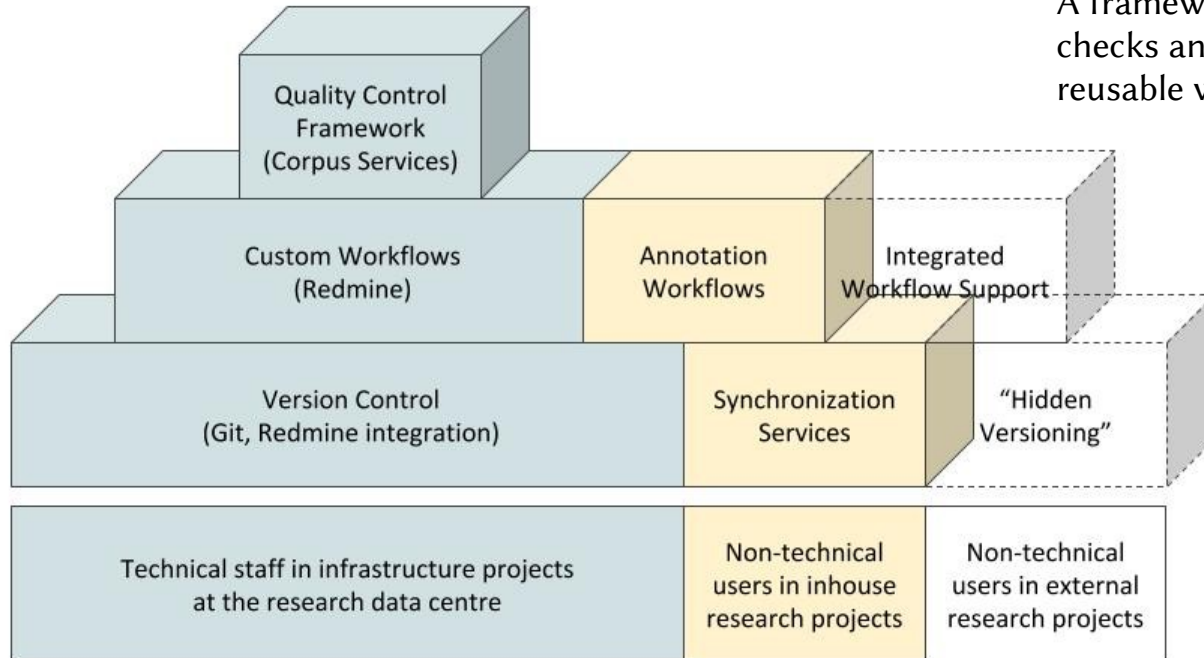 A framew
checks an
reusable v
Quality Control
Framework
(Corpus Services)
Custom Workflows
(Redmine)
Annotation
Workflows
Integrated
Workflow Support
Version Control
(Git, Redmine integration)
Synchronization
Services
“Hidden
Versioning”
Technical staff in infrastructure projects
at the research data centre
Non-technical
users in inhouse
research projects
Non-technical
users in external
research projects